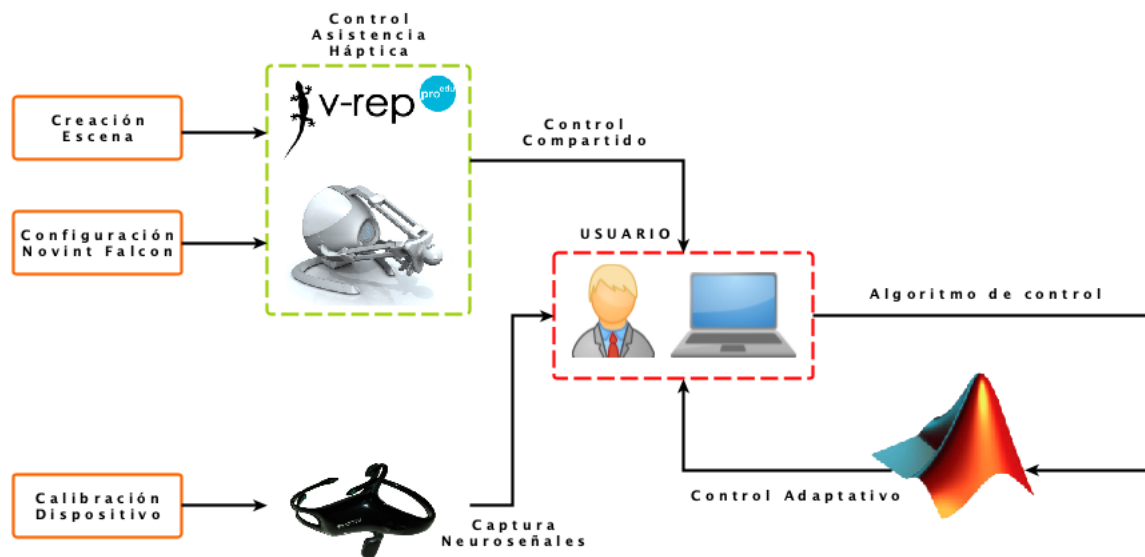 Control
Asistencia
Háptica
v-rep
pro edu
Creación
Escena
Configuración
Novint Falcon
Control
Compartido
USUARIO
Algoritmo de control
Control Adaptativo
Calibración
Dispositivo
Captura
Neuroseñales